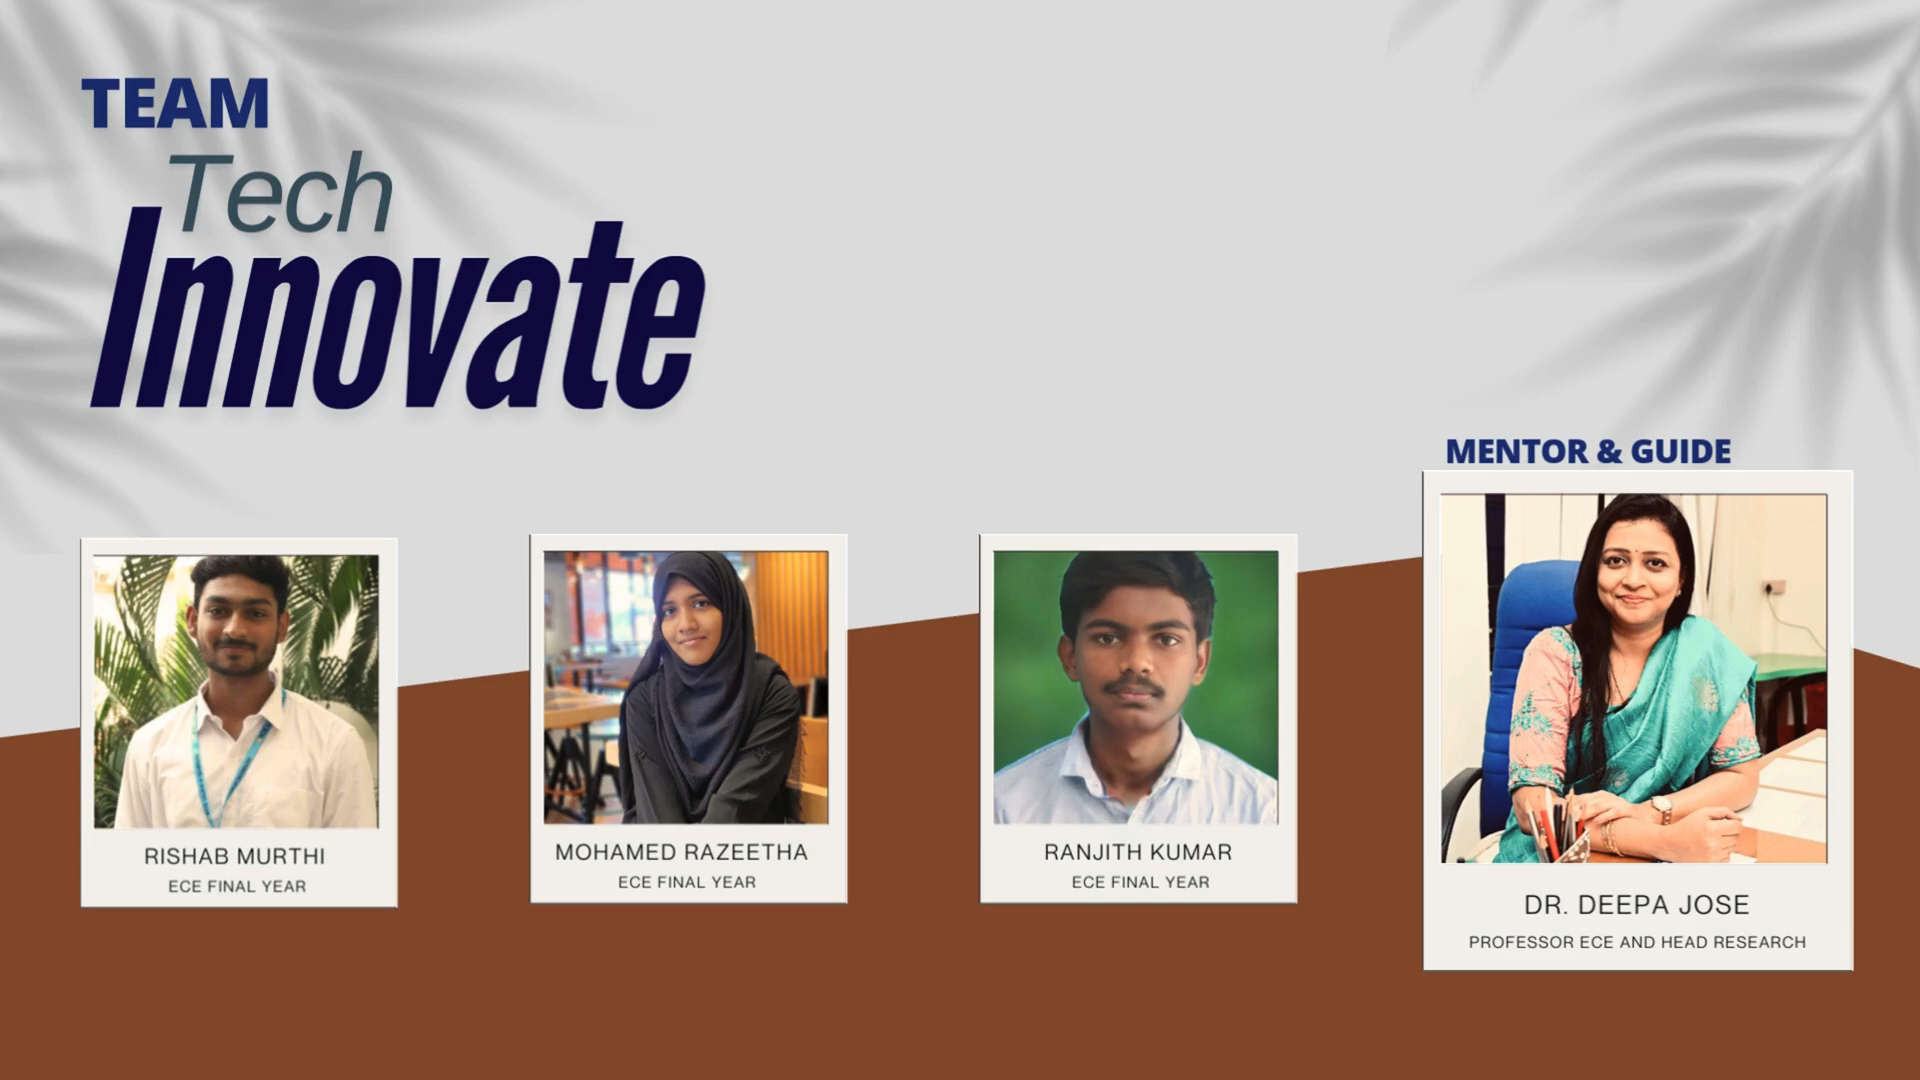 TEAM
Tech
Innovate
MENTOR & GUIDE
RISHAB MURTHI
ECE FINAL YEAR
MOHAMED RAZEETHA
ECE FINAL YEAR
RANJITH KUMAR
ECE FINAL YEAR
DR. DEEPA JOSE
PROFESSOR ECE AND HEAD RESEARCH